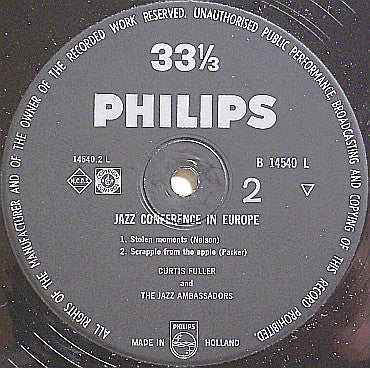 ALL RIGHTS OF THE MANUFACTURER AND OF THE OWNER OF THE RECORDED WORK RESERVED. UNAUTHORISED PUBLIC PERFORMANCE, BROADCASTING AND COPYING OF THIS RECORD PROHIBITED.
33⅓
PHILIPS
14540 2 L
B 14540 L
2
JAZZ CONFERENCE IN EUROPE
1. Stolen moments (Nelson)
2. Scrapple from the apple (Parker)
CURTIS FULLER
and
THE JAZZ AMBASSADORS
MADE IN
PHILIPS
HOLLAND